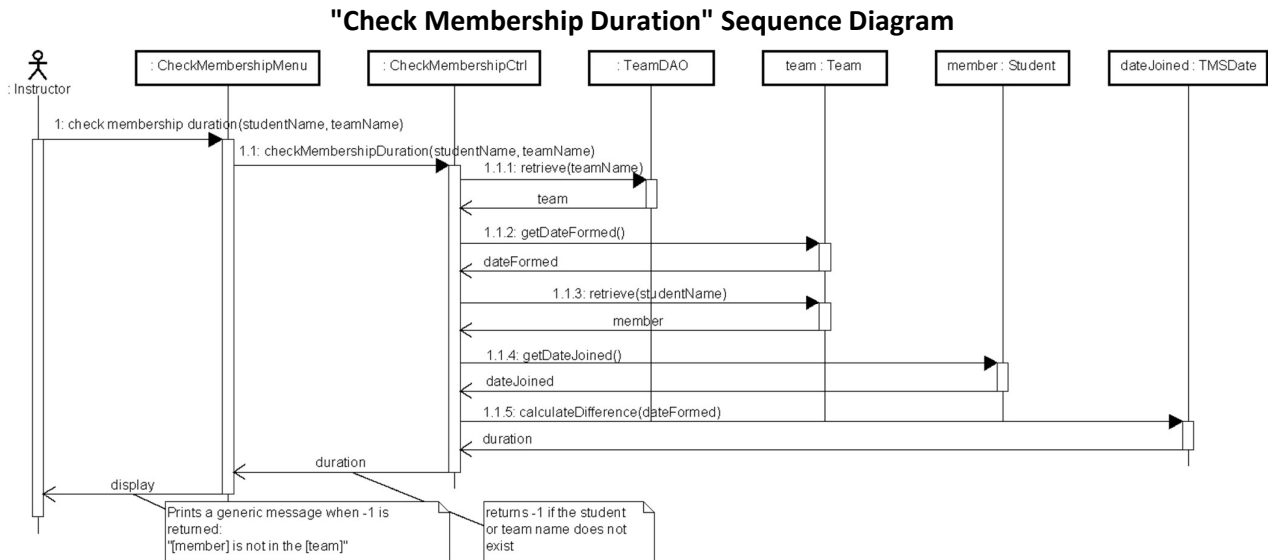 "Check Membership Duration" Sequence Diagram
: Instructor
: CheckMembershipMenu
: CheckMembershipCtrl
: TeamDAO
team : Team
member : Student
dateJoined : TMSDate
1: check membership duration(studentName, teamName)
1.1: checkMembershipDuration(studentName, teamName)
1.1.1: retrieve(teamName)
team
1.1.2: getDateFormed()
dateFormed
1.1.3: retrieve(studentName)
member
1.1.4: getDateJoined()
dateJoined
1.1.5: calculateDifference(dateFormed)
duration
duration
display
Prints a generic message when -1 is
returned:
"[member] is not in the [team]"
returns -1 if the student
or team name does not
exist